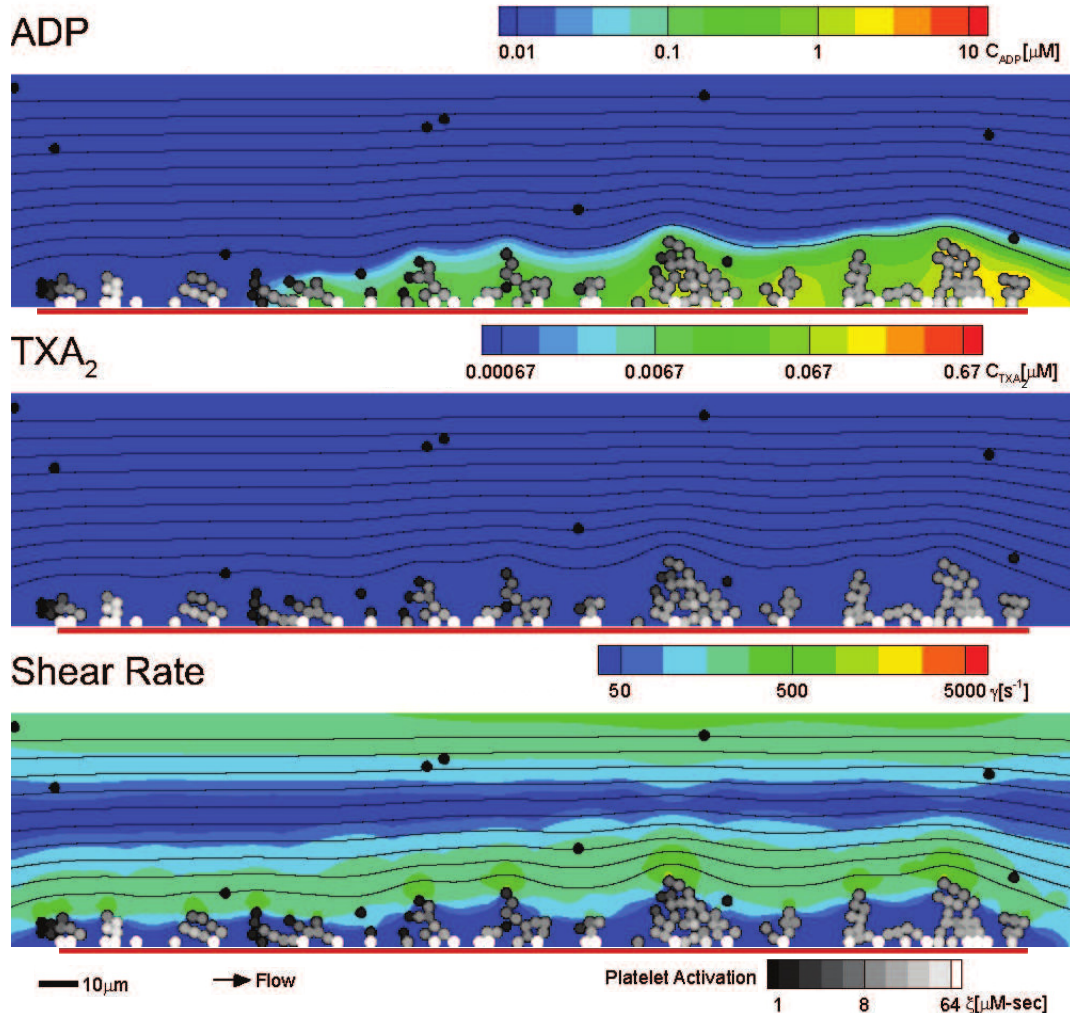 ADP
0.01 0.1 1 10 C_ADP[μM]
TXA₂
0.00067 0.0067 0.067 0.67 C_TXA₂[μM]
Shear Rate
50 500 5000 γ[s⁻¹]
10μm Flow Platelet Activation
1 8 64 ξ[μM-sec]